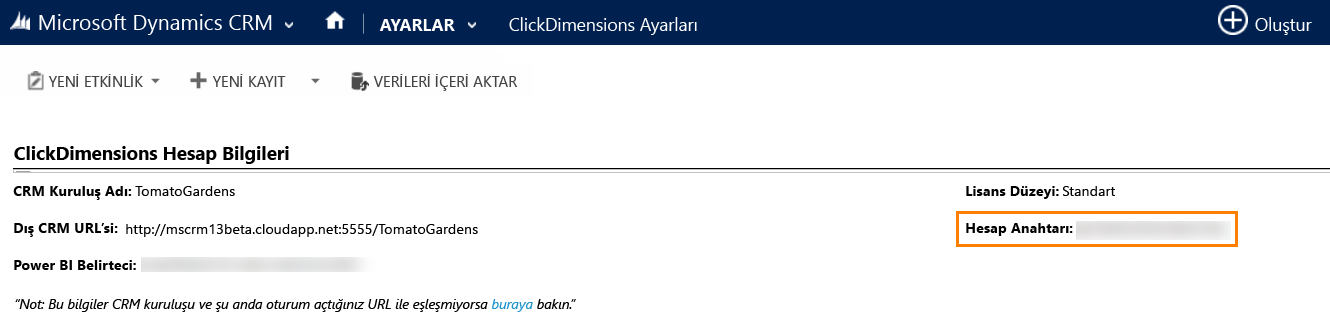 Microsoft Dynamics CRM AYARLAR ClickDimensions Ayarları Oluştur
YENİ ETKİNLİK YENİ KAYIT VERİLERİ İÇERİ AKTAR
ClickDimensions Hesap Bilgileri
CRM Kuruluş Adı: TomatoGardens Lisans Düzeyi: Standart
Dış CRM URL’si: http://mscrm13beta.cloudapp.net:5555/TomatoGardens Hesap Anahtarı:
Power BI Belirteci:
“Not: Bu bilgiler CRM kuruluşu ve şu anda oturum açtığınız URL ile eşleşmiyorsa buraya bakın.”